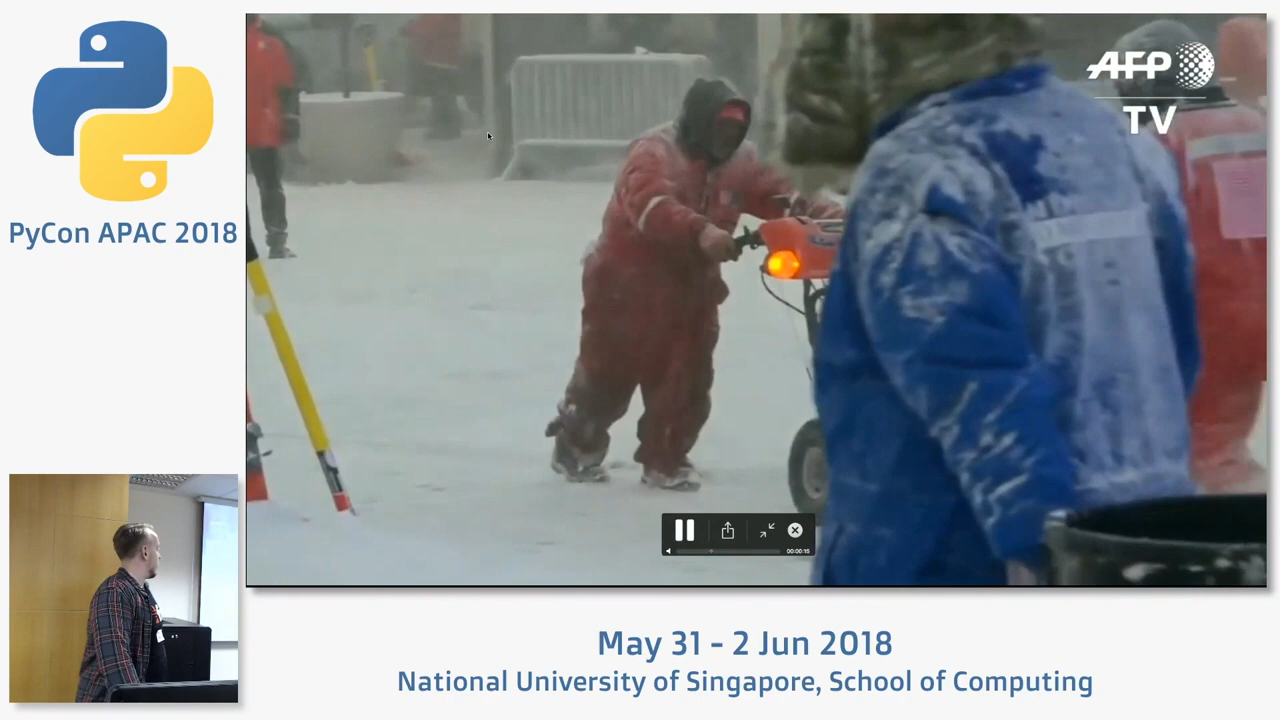 PyCon APAC 2018
AFP
TV
00:00:15
May 31 - 2 Jun 2018
National University of Singapore, School of Computing